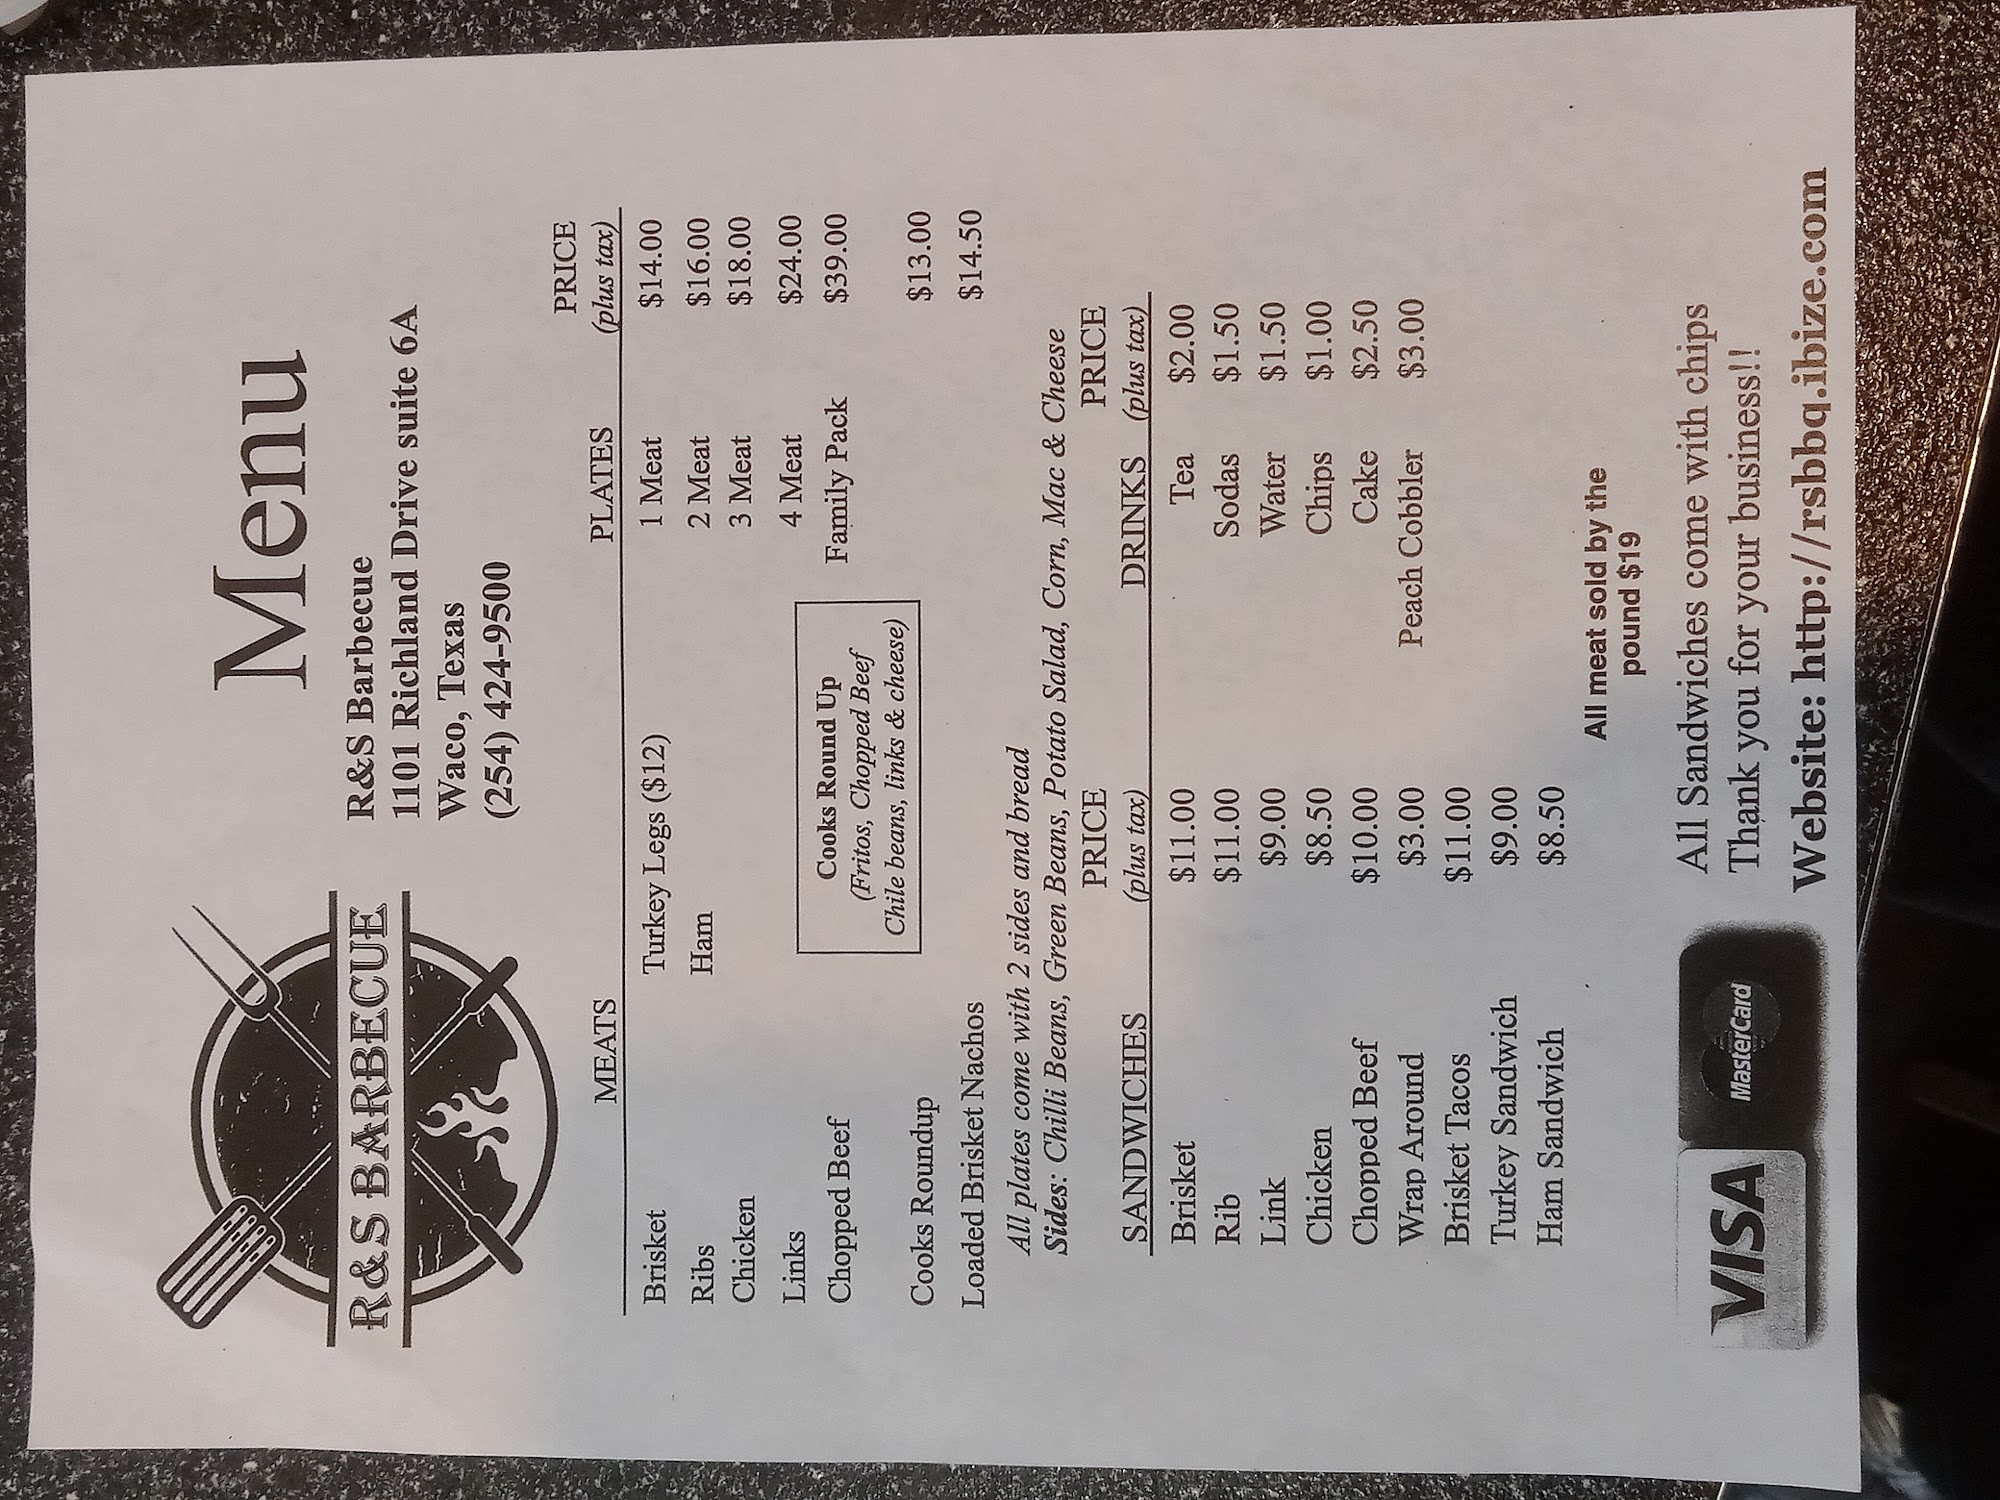 Menu
R&S BARBECUE
R&S Barbecue
1101 Richland Drive suite 6A
Waco, Texas
(254) 424-9500
MEATS PLATES PRICE
(plus tax)
Brisket Turkey Legs ($12) 1 Meat $14.00
Ribs Ham 2 Meat $16.00
Chicken 3 Meat $18.00
Links 4 Meat $24.00
Chopped Beef Family Pack $39.00
Cooks Round Up
(Fritos, Chopped Beef
Chile beans, links & cheese)
Cooks Roundup $13.00
Loaded Brisket Nachos $14.50
All plates come with 2 sides and bread
Sides: Chilli Beans, Green Beans, Potato Salad, Corn, Mac & Cheese
PRICE PRICE
SANDWICHES (plus tax) DRINKS (plus tax)
Brisket $11.00 Tea $2.00
Rib $11.00 Sodas $1.50
Link $9.00 Water $1.50
Chicken $8.50 Chips $1.00
Chopped Beef $10.00 Cake $2.50
Wrap Around $3.00 Peach Cobbler $3.00
Brisket Tacos $11.00
Turkey Sandwich $9.00
Ham Sandwich $8.50
All meat sold by the
pound $19
All Sandwiches come with chips
Thank you for your business!!
Website: http://rsbbq.ibize.com
VISA MasterCard